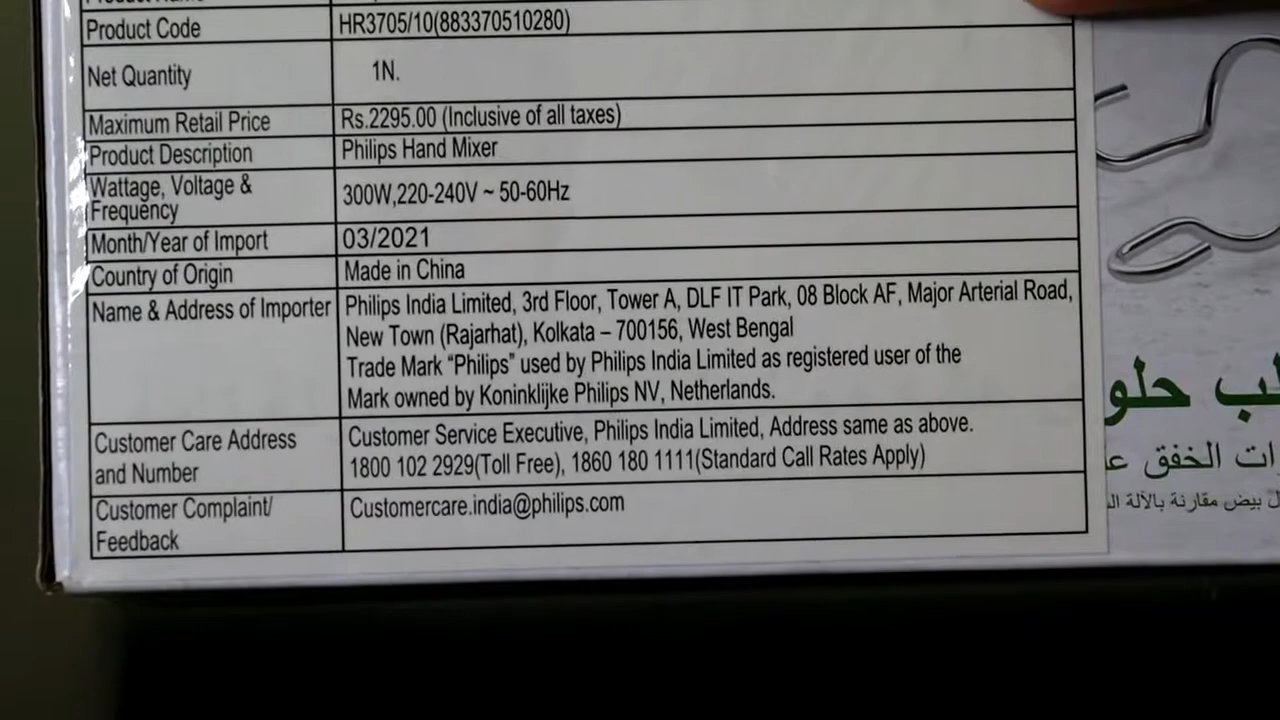 Product Code HR3705/10(883370510280)
Net Quantity 1N.
Maximum Retail Price Rs.2295.00 (Inclusive of all taxes)
Product Description Philips Hand Mixer
Wattage, Voltage &
Frequency 300W,220-240V ~ 50-60Hz
Month/Year of Import 03/2021
Country of Origin Made in China
Name & Address of Importer Philips India Limited, 3rd Floor, Tower A, DLF IT Park, 08 Block AF, Major Arterial Road,
New Town (Rajarhat), Kolkata – 700156, West Bengal
Trade Mark “Philips” used by Philips India Limited as registered user of the
Mark owned by Koninklijke Philips NV, Netherlands.
Customer Care Address Customer Service Executive, Philips India Limited, Address same as above.
and Number 1800 102 2929(Toll Free), 1860 180 1111(Standard Call Rates Apply)
Customer Complaint/ Customercare.india@philips.com
Feedback
الخفق
بيض مقارنة بالآلة